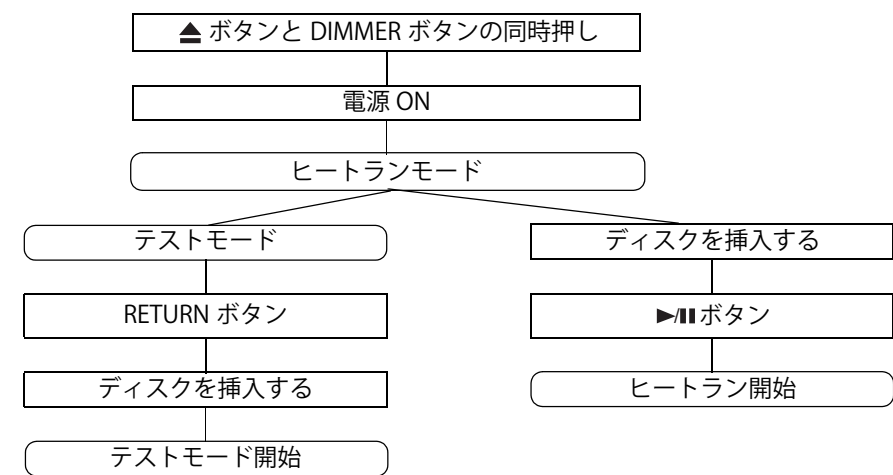 ⏏ ボタンと DIMMER ボタンの同時押し
電源 ON
ヒートランモード
テストモード
RETURN ボタン
ディスクを挿入する
テストモード開始
ディスクを挿入する
►/⏸ボタン
ヒートラン開始